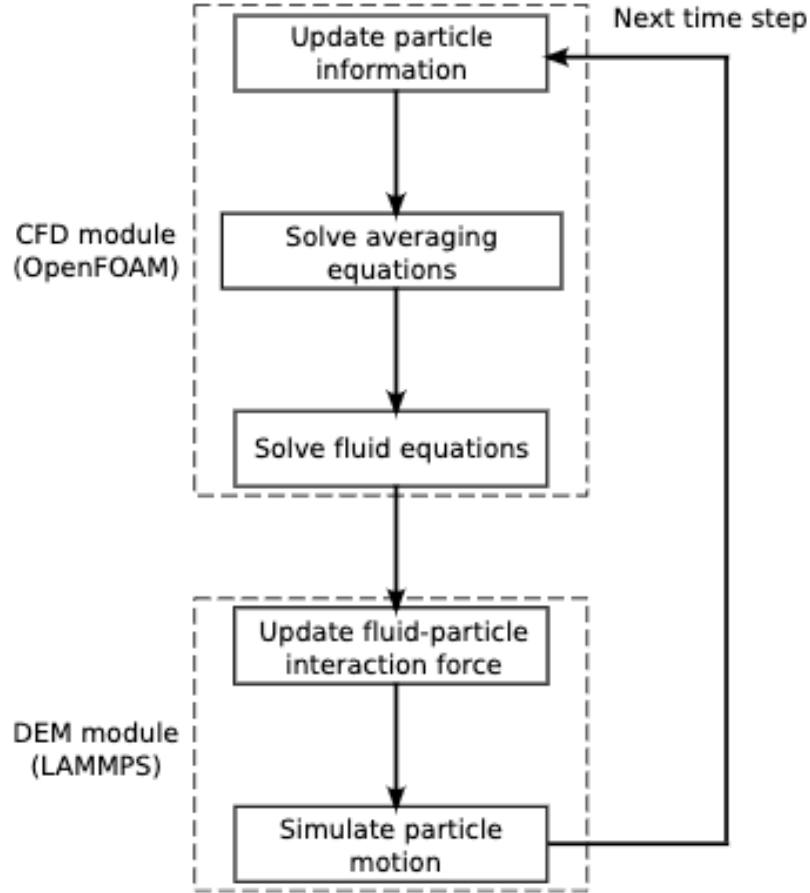 Next time step
Update particle
information
CFD module
(OpenFOAM)
Solve averaging
equations
Solve fluid equations
Update fluid-particle
interaction force
DEM module
(LAMMPS)
Simulate particle
motion